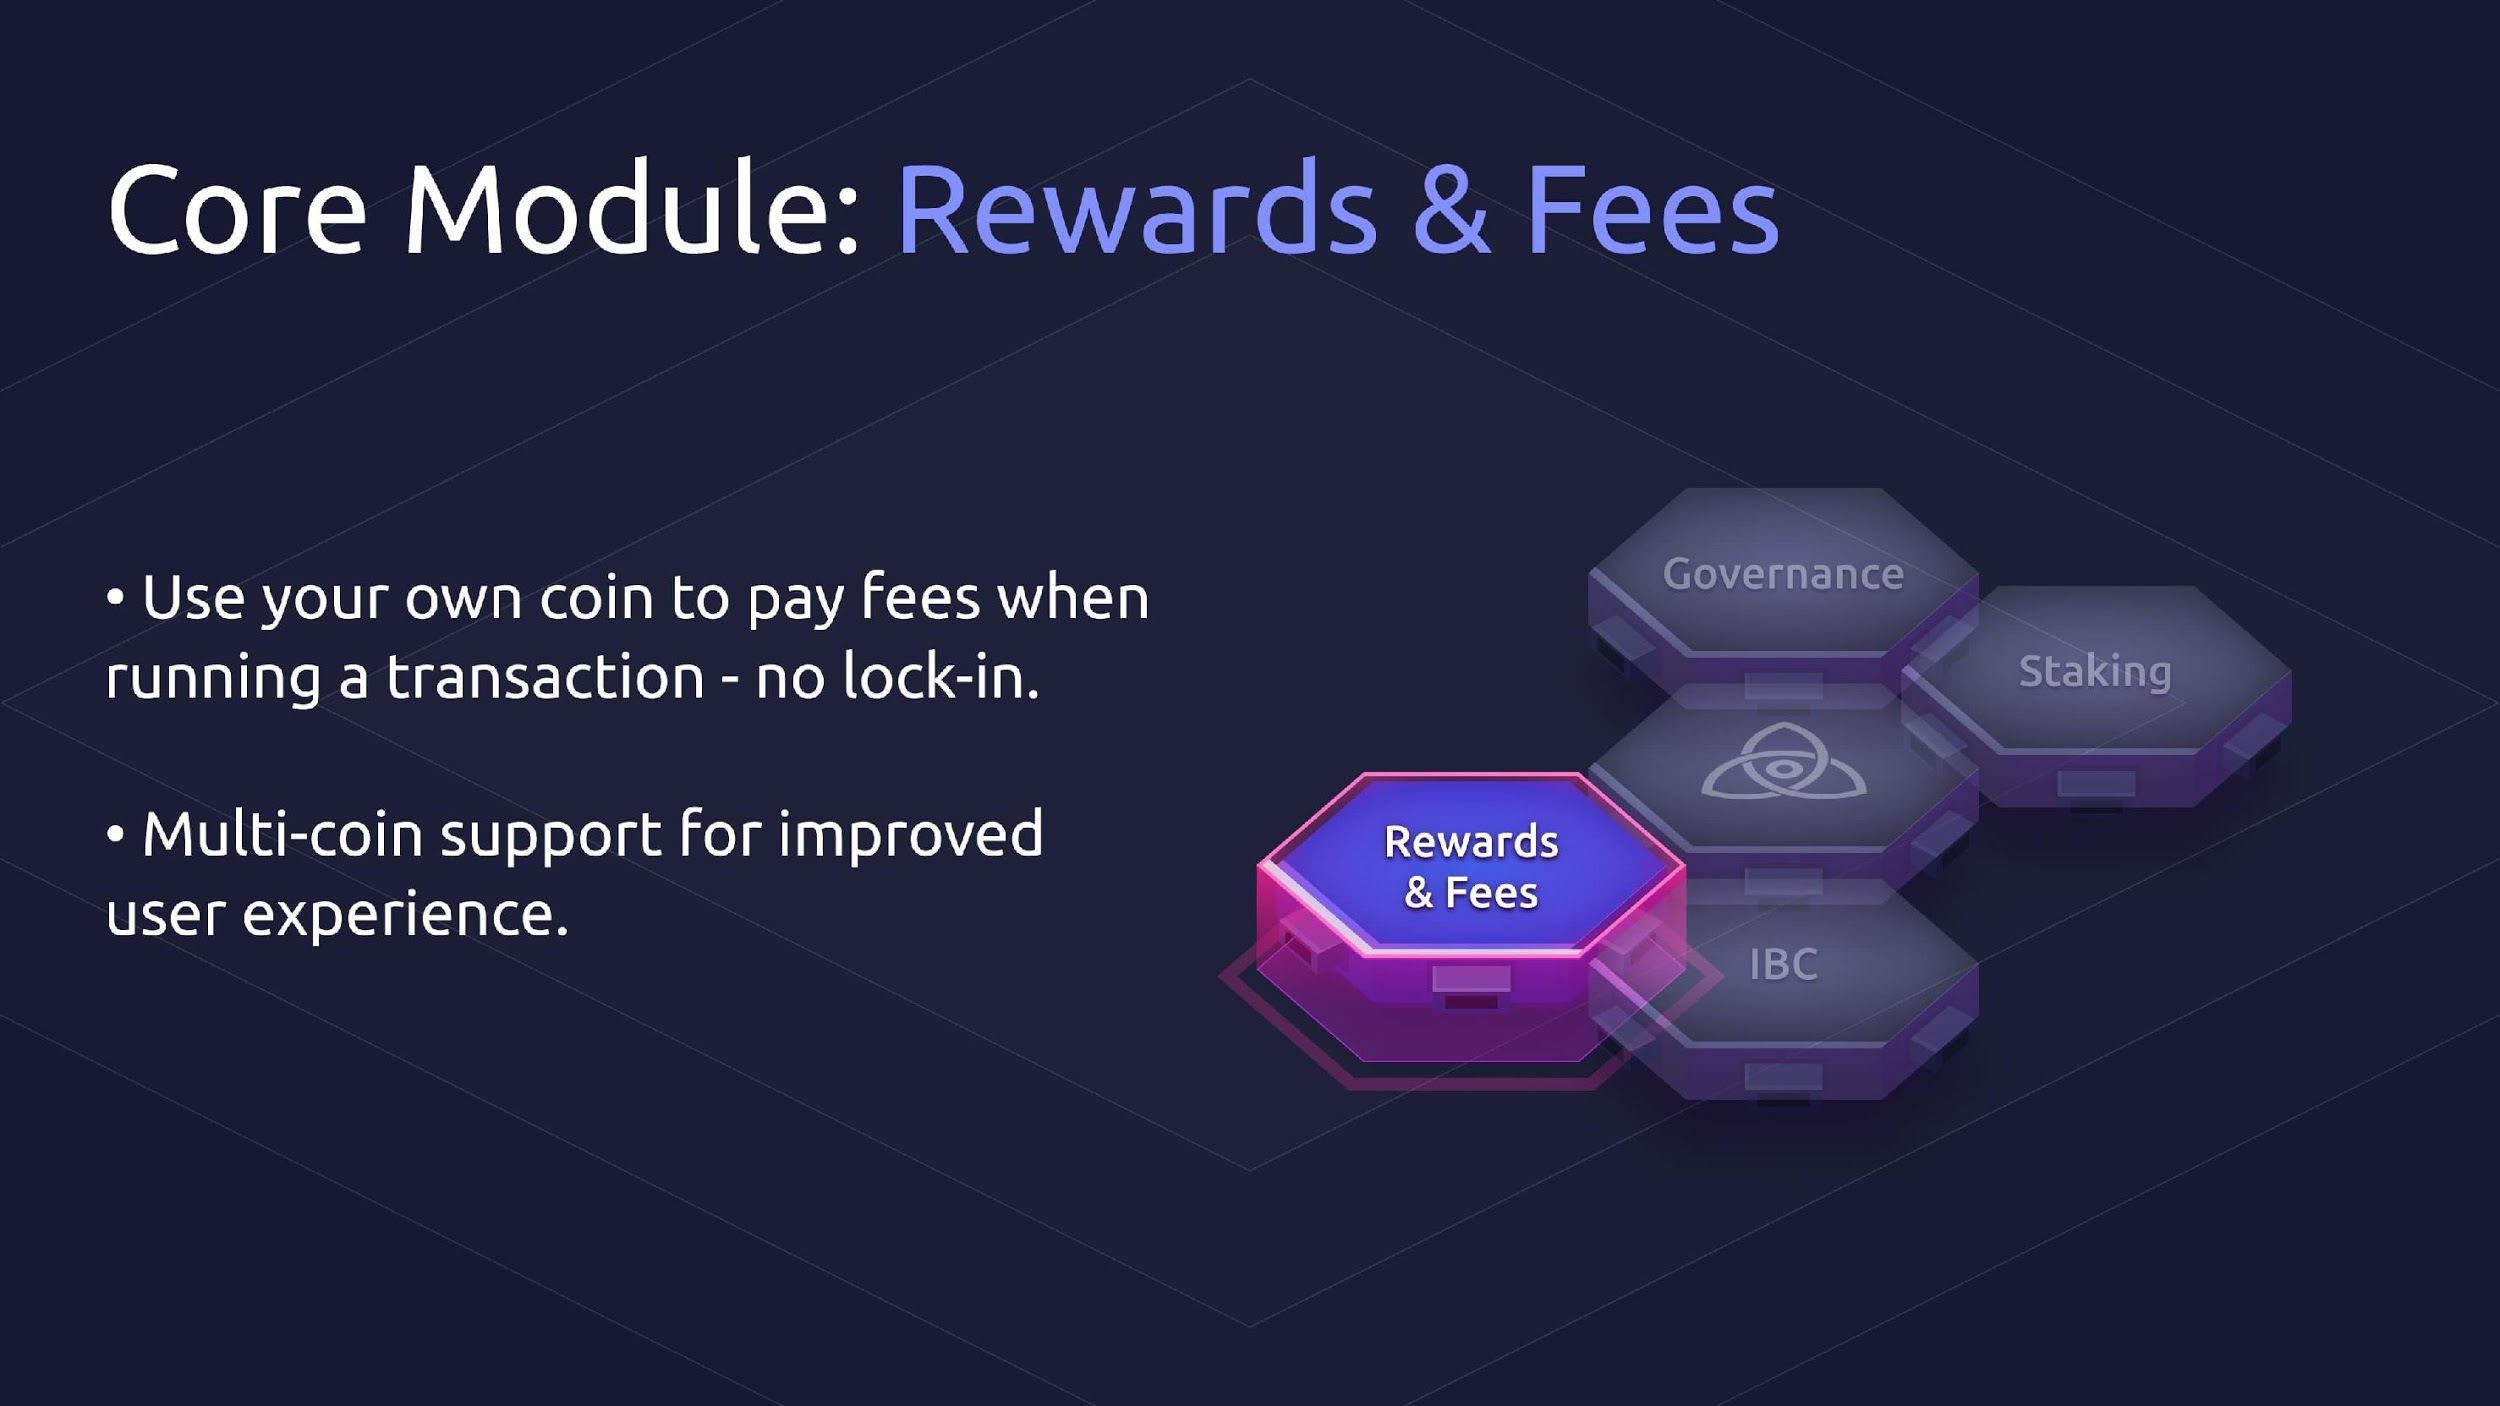 Core Module: Rewards & Fees
• Use your own coin to pay fees when
running a transaction - no lock-in.
• Multi-coin support for improved
user experience.
Governance
Staking
Rewards
& Fees
IBC